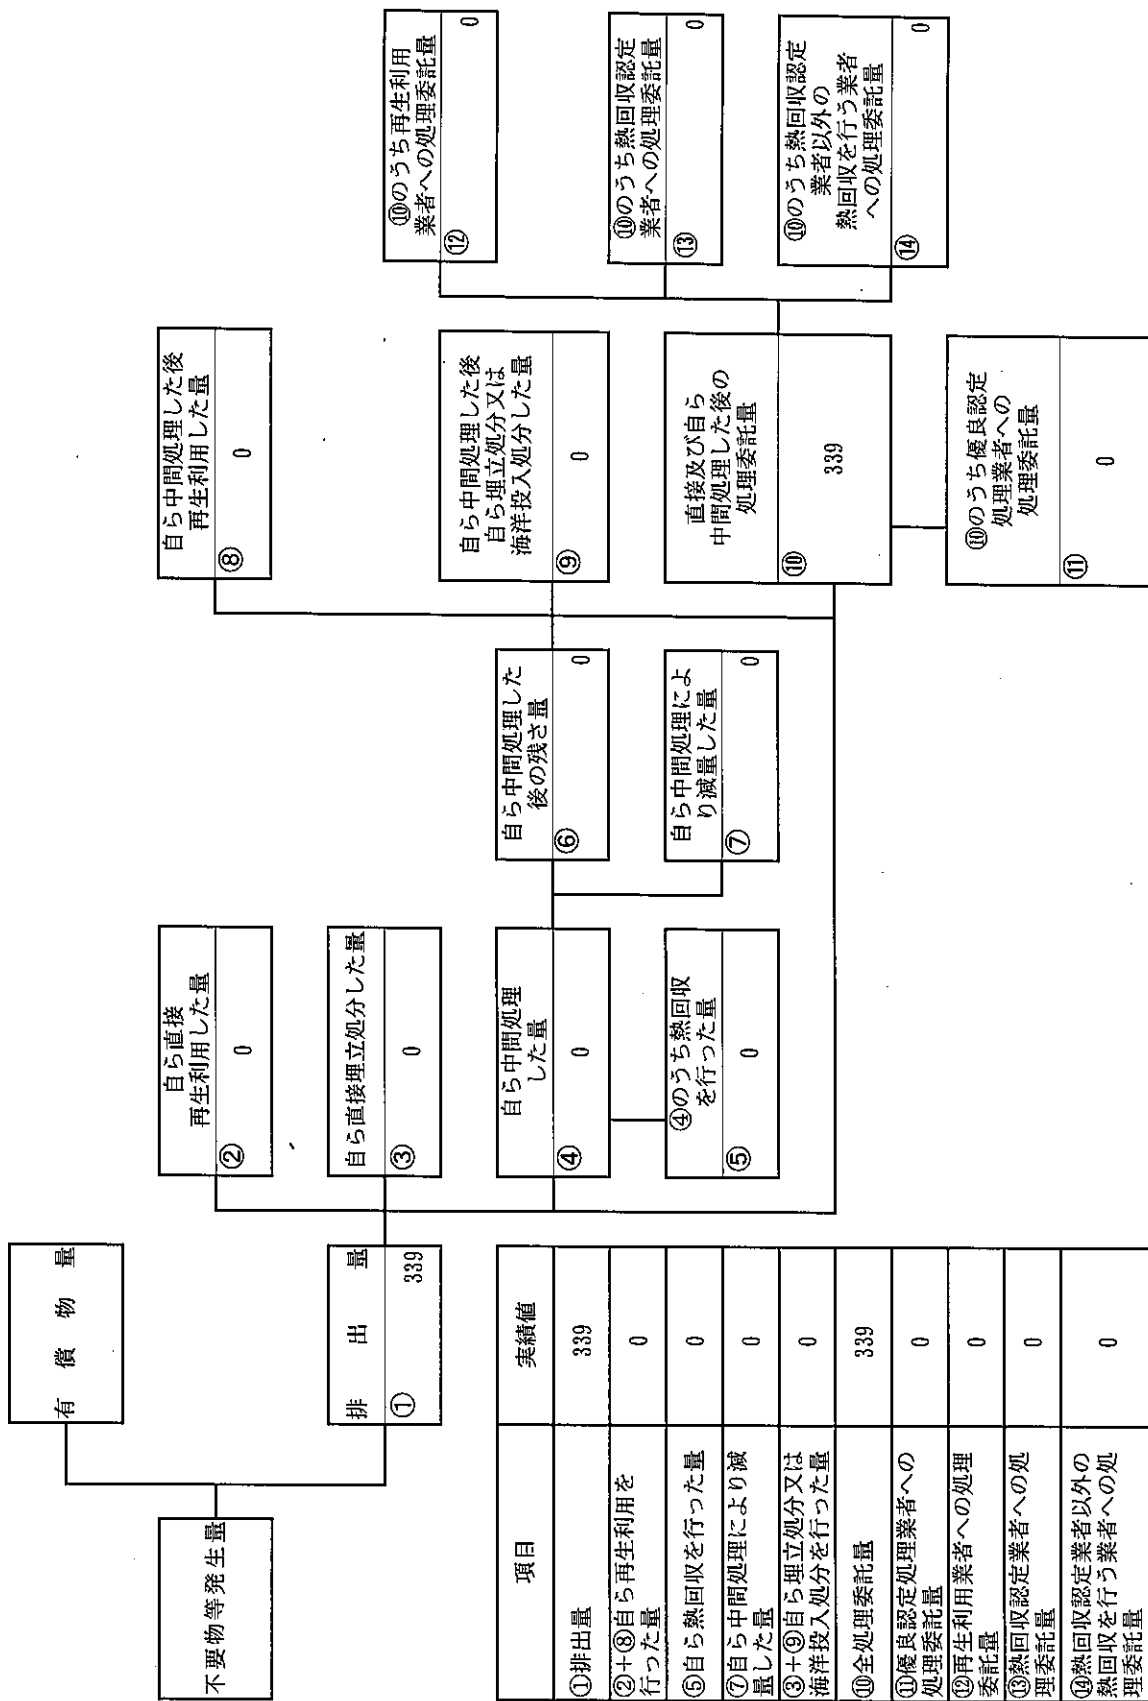 不要物等発生量
有償物量
排出量
① 339
自ら直接
再生利用した量
② 0
自ら直接埋立処分した量
③ 0
自ら中間処理
した量
④ 0
④のうち熱回収
を行った量
⑤ 0
自ら中間処理した
後の残さ量
⑥ 0
自ら中間処理によ
り減量した量
⑦ 0
自ら中間処理した後
再生利用した量
⑧ 0
自ら中間処理した後
自ら埋立処分又は
海洋投入処分した量
⑨ 0
直接及び自ら
中間処理した後の
処理委託量
⑩ 339
⑩のうち優良認定
処理業者への
処理委託量
⑪ 0
⑩のうち再生利用
業者への処理委託量
⑫ 0
⑩のうち熱回収認定
業者への処理委託量
⑬ 0
⑩のうち熱回収認定
業者以外の
熱回収を行う業者
への処理委託量
⑭ 0
項目 実績値
①排出量 339
②+⑧自ら再生利用を
行った量 0
⑤自ら熱回収を行った量 0
⑦自ら中間処理により減
量した量 0
③+⑨自ら埋立処分又は
海洋投入処分を行った量 0
⑩全処理委託量 339
⑪優良認定処理業者への
処理委託量 0
⑫再生利用業者への処理
委託量 0
⑬熱回収認定業者への処
理委託量 0
⑭熱回収認定業者以外の
熱回収を行う業者への処
理委託量 0